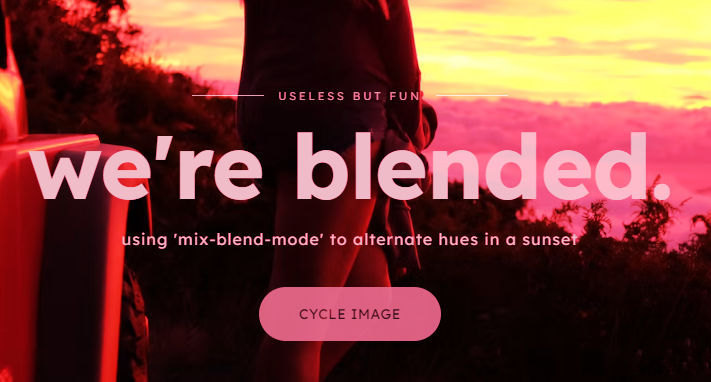 USELESS BUT FUN
we're blended.
using 'mix-blend-mode' to alternate hues in a sunset
CYCLE IMAGE